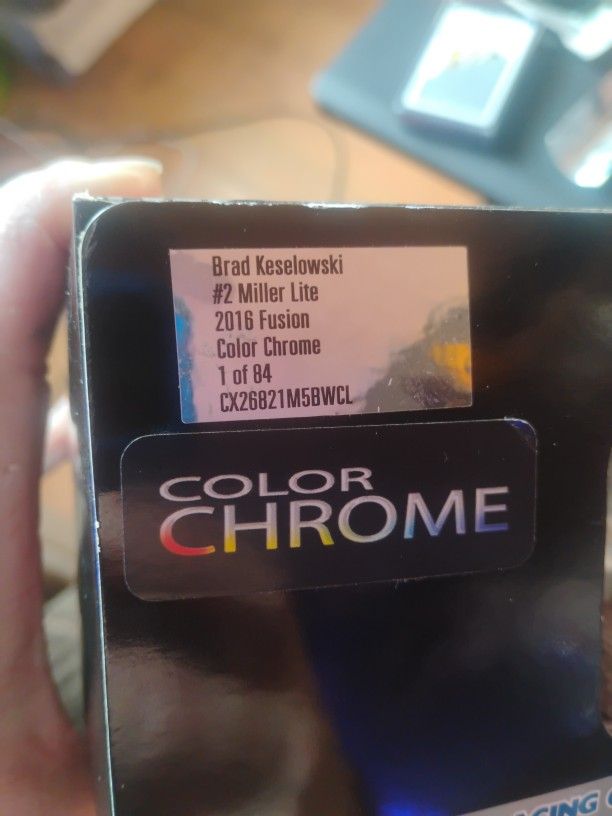 Brad Keselowski
#2 Miller Lite
2016 Fusion
Color Chrome
1 of 84
CX26821M5BWCL
COLOR
CHROME